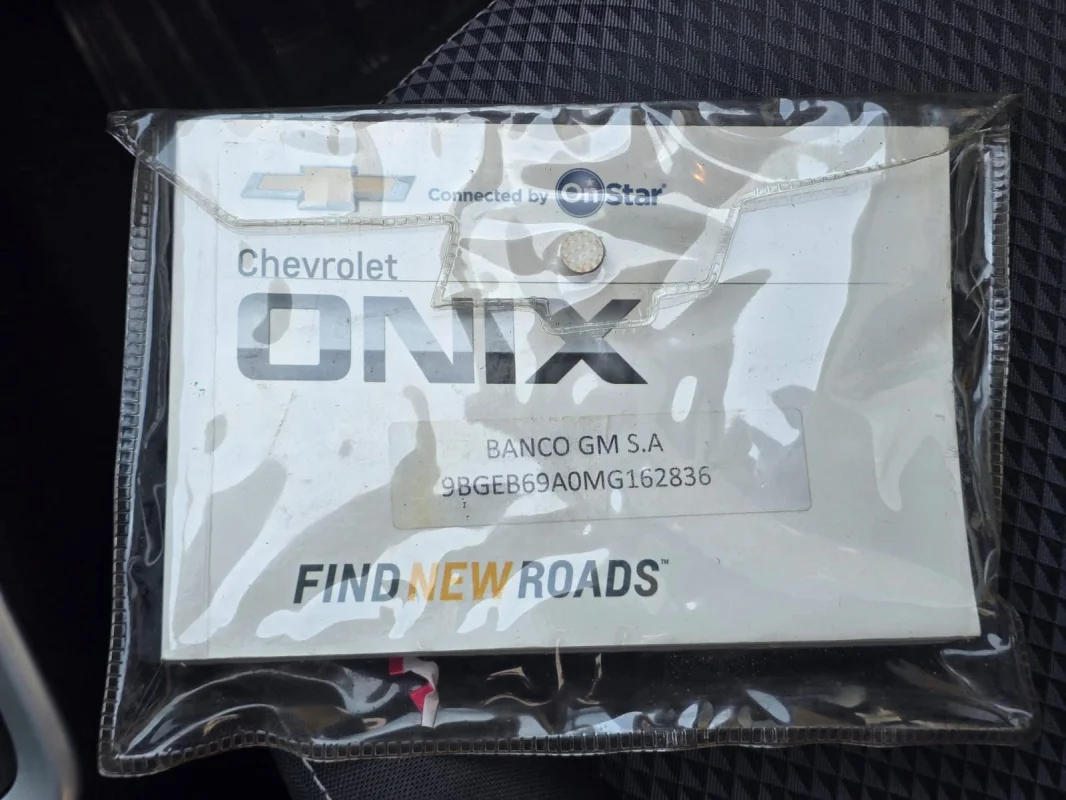 Connected by OnStar
Chevrolet
ONIX
BANCO GM S.A
9BGEB69A0MG162836
FIND NEW ROADS™